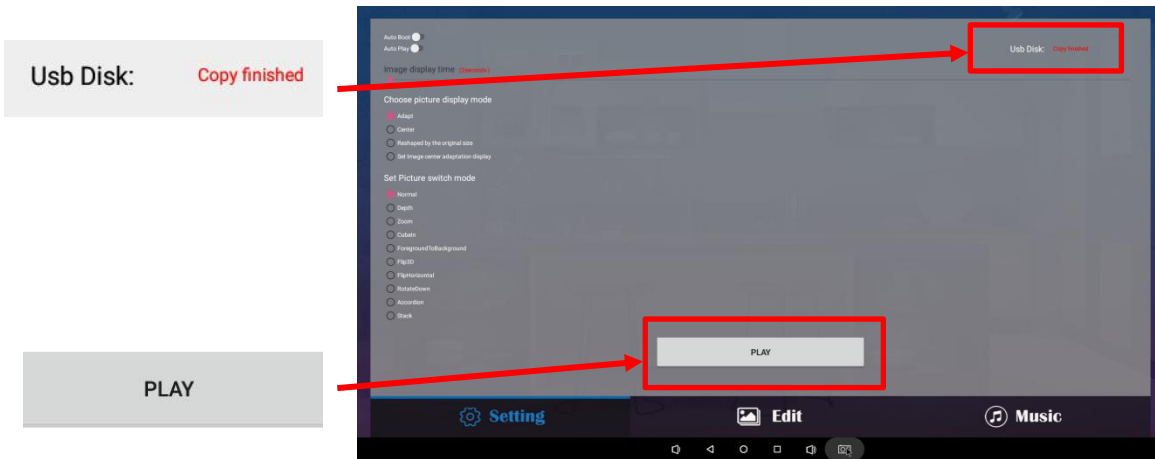 Usb Disk: Copy finished
PLAY
Auto Boot
Auto Play
Image display time (2seconds)
Choose picture display mode
Adapt
Center
Reshaped by the original size
Set image center adaptation display
Set Picture switch mode
Normal
Depth
Zoom
CubeIn
ForegroundToBackground
Flip3D
FlipHorizontal
RotateDown
Accordion
Stack
Usb Disk: Copy finished
PLAY
Setting Edit Music